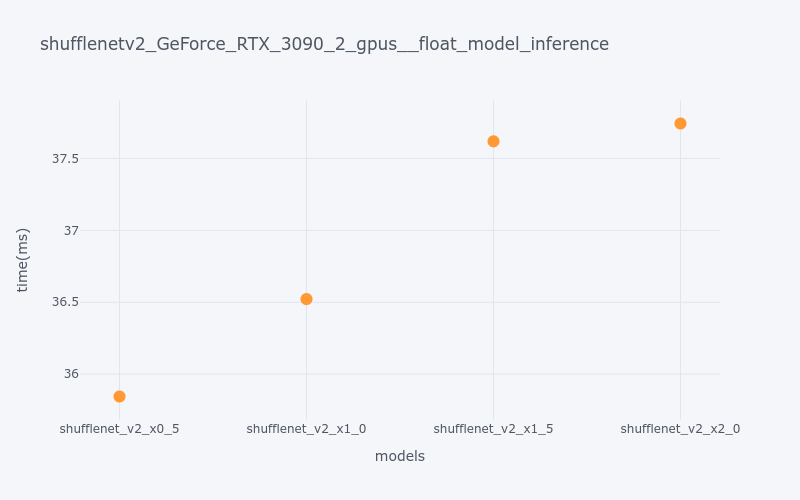 shufflenetv2_GeForce_RTX_3090_2_gpus__float_model_inference
time(ms)
37.5
37
36.5
36
shufflenet_v2_x0_5
shufflenet_v2_x1_0
shufflenet_v2_x1_5
shufflenet_v2_x2_0
models